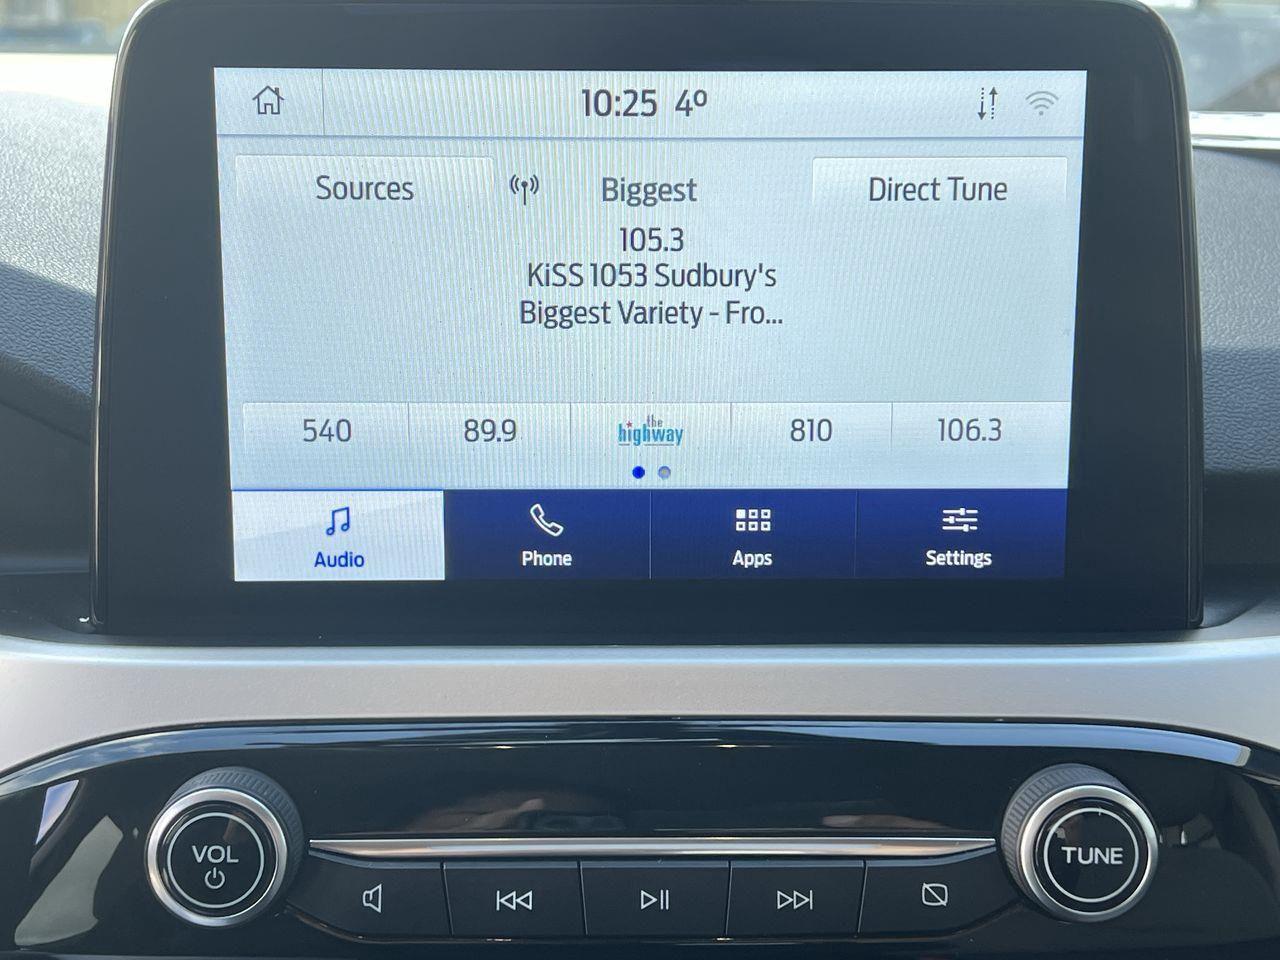 10:25 4º
Sources
Biggest
Direct Tune
105.3
KiSS 1053 Sudbury's
Biggest Variety - Fro...
540
89.9
the
highway
810
106.3
Audio
Phone
Apps
Settings
VOL
TUNE